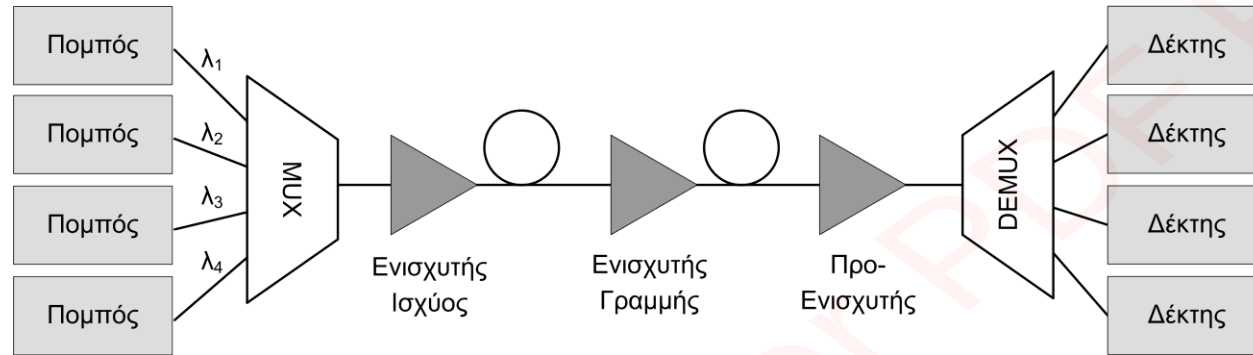 Πομπός
λ1
Πομπός
λ2
Πομπός
λ3
Πομπός
λ4
MUX
Ενισχυτής
Ισχύος
Ενισχυτής
Γραμμής
Προ-
Ενισχυτής
DEMUX
Δέκτης
Δέκτης
Δέκτης
Δέκτης